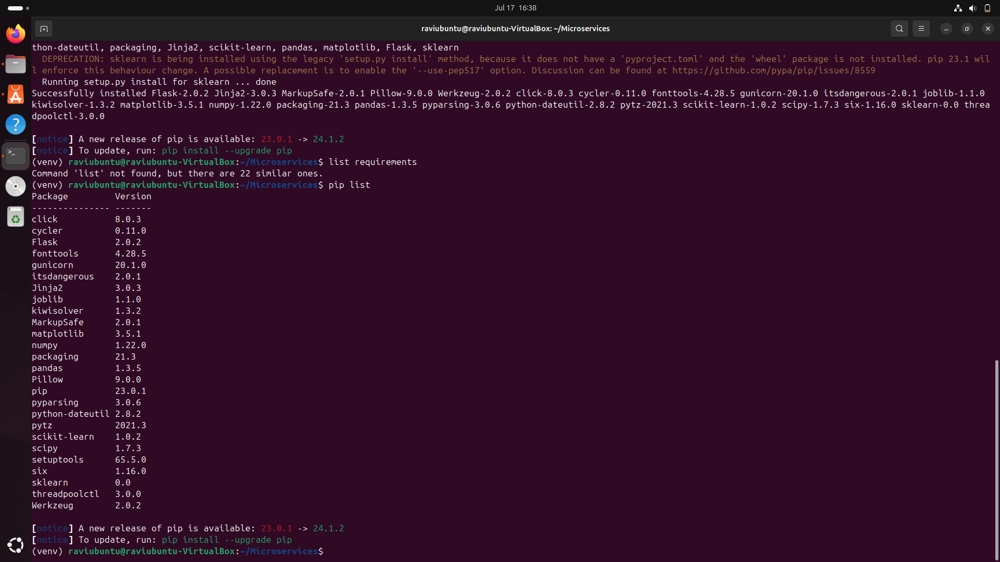 Jul 17 16:38
raviubuntu@raviubuntu-VirtualBox: ~/Microservices
thon-dateutil, packaging, Jinja2, scikit-learn, pandas, matplotlib, Flask, sklearn
DEPRECATION: sklearn is being installed using the legacy 'setup.py install' method, because it does not have a 'pyproject.toml' and the 'wheel' package is not installed. pip 23.1 wil
l enforce this behaviour change. A possible replacement is to enable the '--use-pep517' option. Discussion can be found at https://github.com/pypa/pip/issues/8559
Running setup.py install for sklearn ... done
Successfully installed Flask-2.0.2 Jinja2-3.0.3 MarkupSafe-2.0.1 Pillow-9.0.0 Werkzeug-2.0.2 click-8.0.3 cycler-0.11.0 fonttools-4.28.5 gunicorn-20.1.0 itsdangerous-2.0.1 joblib-1.1.0
kiwisolver-1.3.2 matplotlib-3.5.1 numpy-1.22.0 packaging-21.3 pandas-1.3.5 pyparsing-3.0.6 python-dateutil-2.8.2 pytz-2021.3 scikit-learn-1.0.2 scipy-1.7.3 six-1.16.0 sklearn-0.0 threa
dpoolctl-3.0.0
[notice] A new release of pip is available: 23.0.1 -> 24.1.2
[notice] To update, run: pip install --upgrade pip
(venv) raviubuntu@raviubuntu-VirtualBox:~/Microservices$ list requirements
Command 'list' not found, but there are 22 similar ones.
(venv) raviubuntu@raviubuntu-VirtualBox:~/Microservices$ pip list
Package         Version
--------------- -------
click           8.0.3
cycler          0.11.0
Flask           2.0.2
fonttools       4.28.5
gunicorn        20.1.0
itsdangerous    2.0.1
Jinja2          3.0.3
joblib          1.1.0
kiwisolver      1.3.2
MarkupSafe      2.0.1
matplotlib      3.5.1
numpy           1.22.0
packaging       21.3
pandas          1.3.5
Pillow          9.0.0
pip             23.0.1
pyparsing       3.0.6
python-dateutil 2.8.2
pytz            2021.3
scikit-learn    1.0.2
scipy           1.7.3
setuptools      65.5.0
six             1.16.0
sklearn         0.0
threadpoolctl   3.0.0
Werkzeug        2.0.2
[notice] A new release of pip is available: 23.0.1 -> 24.1.2
[notice] To update, run: pip install --upgrade pip
(venv) raviubuntu@raviubuntu-VirtualBox:~/Microservices$